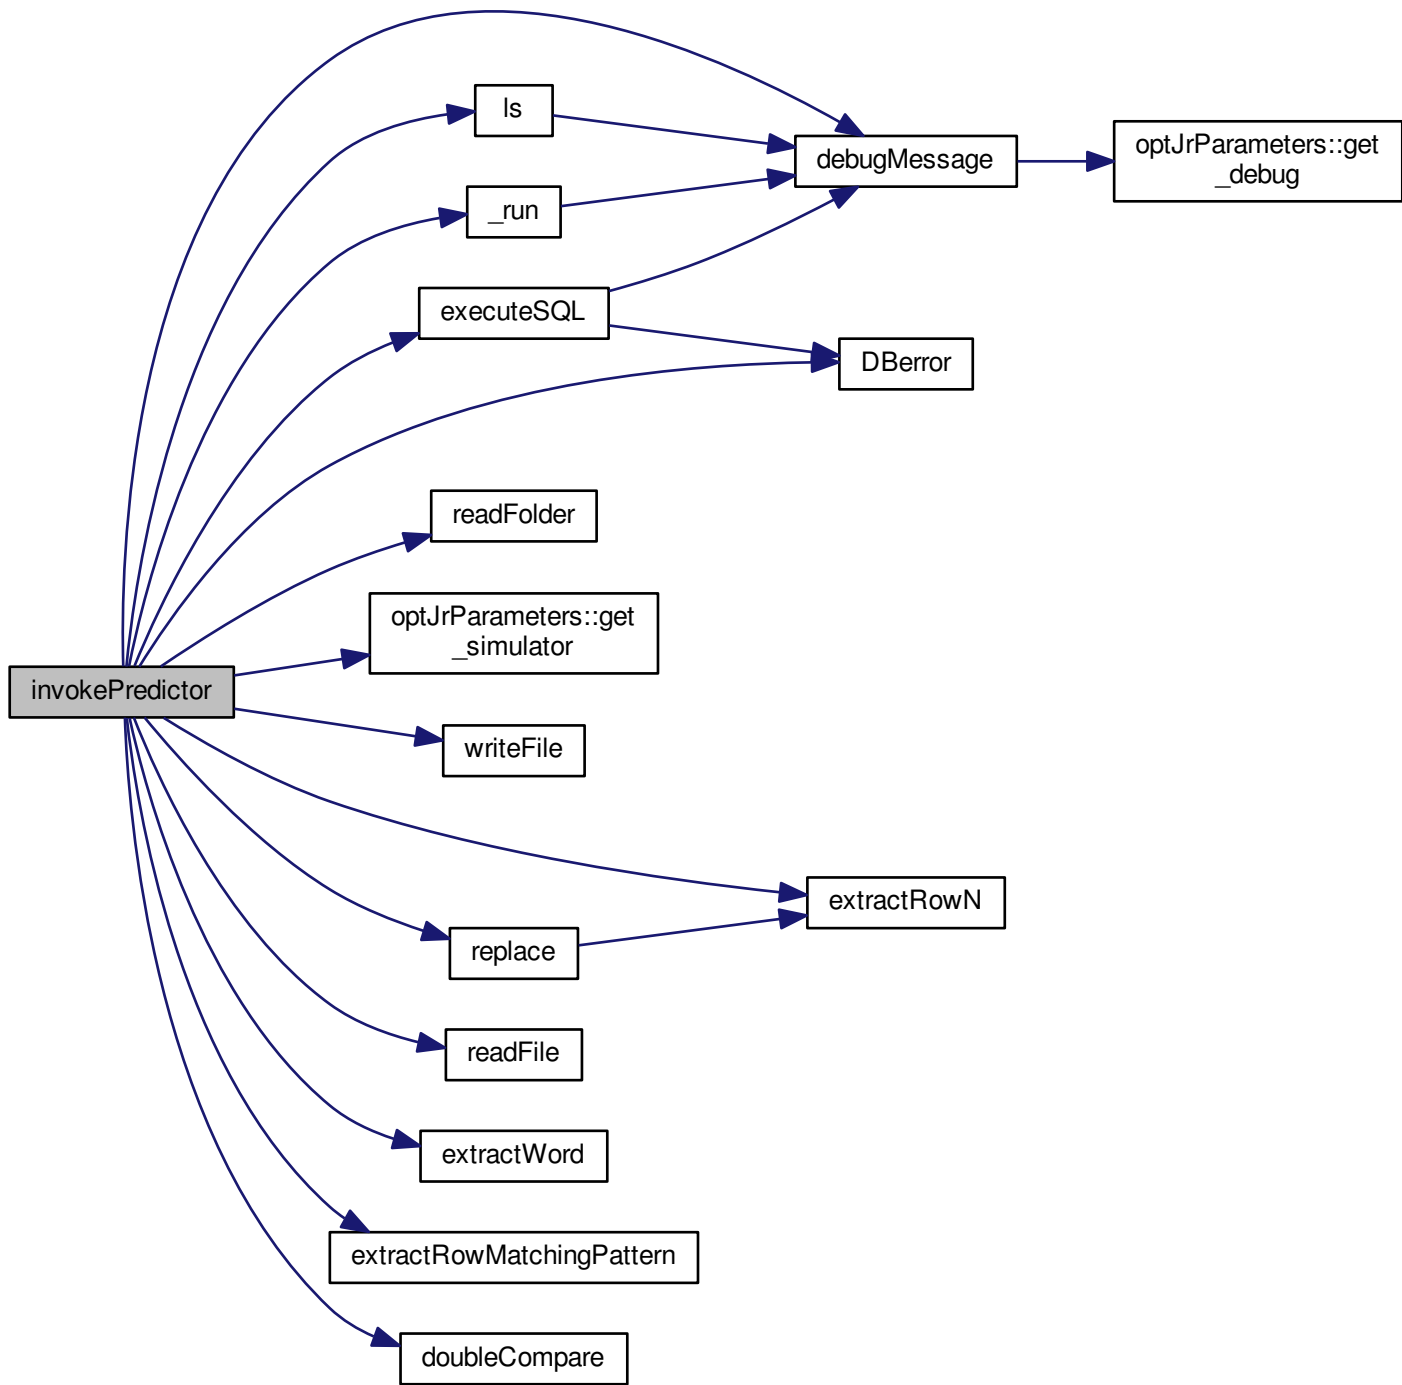 ls
debugMessage
optJrParameters::get
_debug
_run
executeSQL
DBerror
readFolder
optJrParameters::get
_simulator
invokePredictor
writeFile
extractRowN
replace
readFile
extractWord
extractRowMatchingPattern
doubleCompare